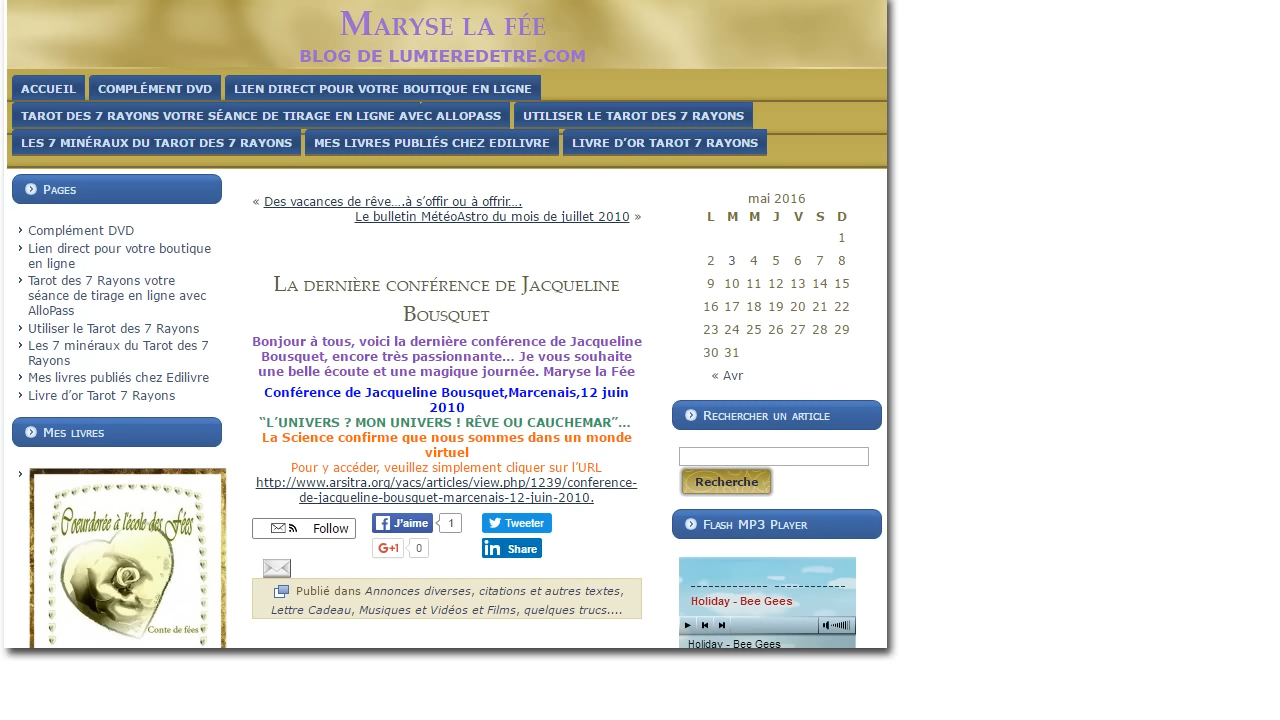 Maryse la fée
BLOG DE LUMIEREDETRE.COM
ACCUEIL
COMPLÉMENT DVD
LIEN DIRECT POUR VOTRE BOUTIQUE EN LIGNE
TAROT DES 7 RAYONS VOTRE SÉANCE DE TIRAGE EN LIGNE AVEC ALLOPASS
UTILISER LE TAROT DES 7 RAYONS
LES 7 MINÉRAUX DU TAROT DES 7 RAYONS
MES LIVRES PUBLIÉS CHEZ EDILIVRE
LIVRE D’OR TAROT 7 RAYONS
Pages
Complément DVD
Lien direct pour votre boutique
en ligne
Tarot des 7 Rayons votre
séance de tirage en ligne avec
AlloPass
Utiliser le Tarot des 7 Rayons
Les 7 minéraux du Tarot des 7
Rayons
Mes livres publiés chez Edilivre
Livre d’or Tarot 7 Rayons
Mes livres
Coeurdorée à l'école des Fées
Conte de fées
« Des vacances de rêve….à s’offir ou à offrir….
Le bulletin MétéoAstro du mois de juillet 2010 »
La dernière conférence de Jacqueline
Bousquet
Bonjour à tous, voici la dernière conférence de Jacqueline
Bousquet, encore très passionnante… Je vous souhaite
une belle écoute et une magique journée. Maryse la Fée
Conférence de Jacqueline Bousquet,Marcenais,12 juin
2010
“L’UNIVERS ? MON UNIVERS ! RÊVE OU CAUCHEMAR”…
La Science confirme que nous sommes dans un monde
virtuel
Pour y accéder, veuillez simplement cliquer sur l’URL
http://www.arsitra.org/yacs/articles/view.php/1239/conference-
de-jacqueline-bousquet-marcenais-12-juin-2010.
Follow
J'aime 1
Tweeter
G+1 0
in Share
Publié dans Annonces diverses, citations et autres textes,
Lettre Cadeau, Musiques et Vidéos et Films, quelques trucs....
mai 2016
L M M J V S D
1
2 3 4 5 6 7 8
9 10 11 12 13 14 15
16 17 18 19 20 21 22
23 24 25 26 27 28 29
30 31
« Avr
Rechercher un article
Recherche
Flash MP3 Player
Holiday - Bee Gees
Holiday - Bee Gees